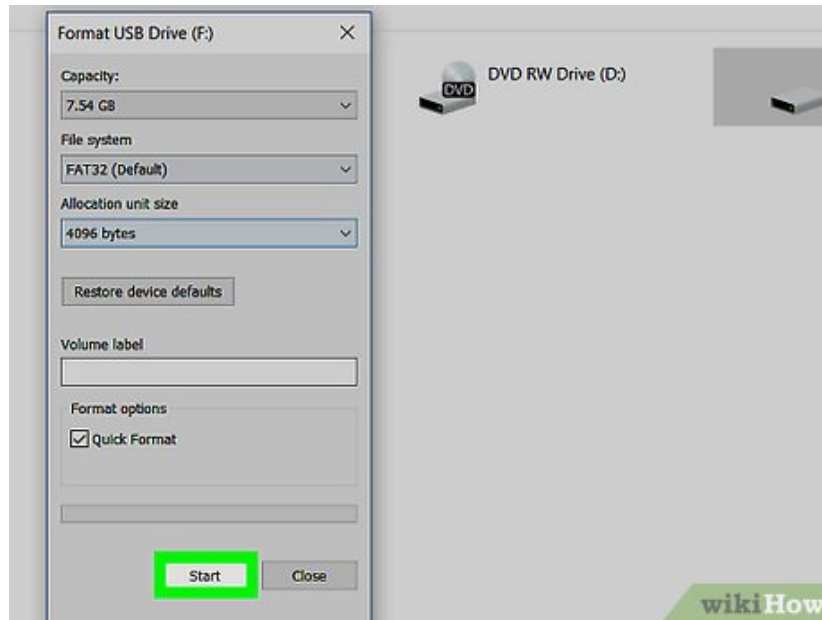 Format USB Drive (F:)
Capacity:
7.54 GB
File system
FAT32 (Default)
Allocation unit size
4096 bytes
Restore device defaults
Volume label
Format options
Quick Format
Start
Close
DVD RW Drive (D:)
DVD
wikiHow